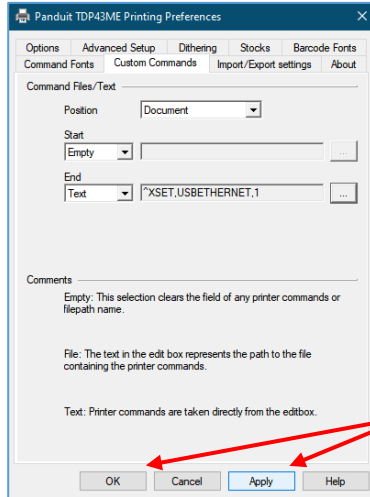 Panduit TDP43ME Printing Preferences
Options Advanced Setup Dithering Stocks Barcode Fonts
Command Fonts Custom Commands Import/Export settings About
Command Files/Text
Position Document
Start
Empty ...
End
Text ^XSET,USBETHERNET,1 ...
Comments
Empty: This selection clears the field of any printer commands or
filepath name.
File: The text in the edit box represents the path to the file
containing the printer commands.
Text: Printer commands are taken directly from the editbox.
OK Cancel Apply Help